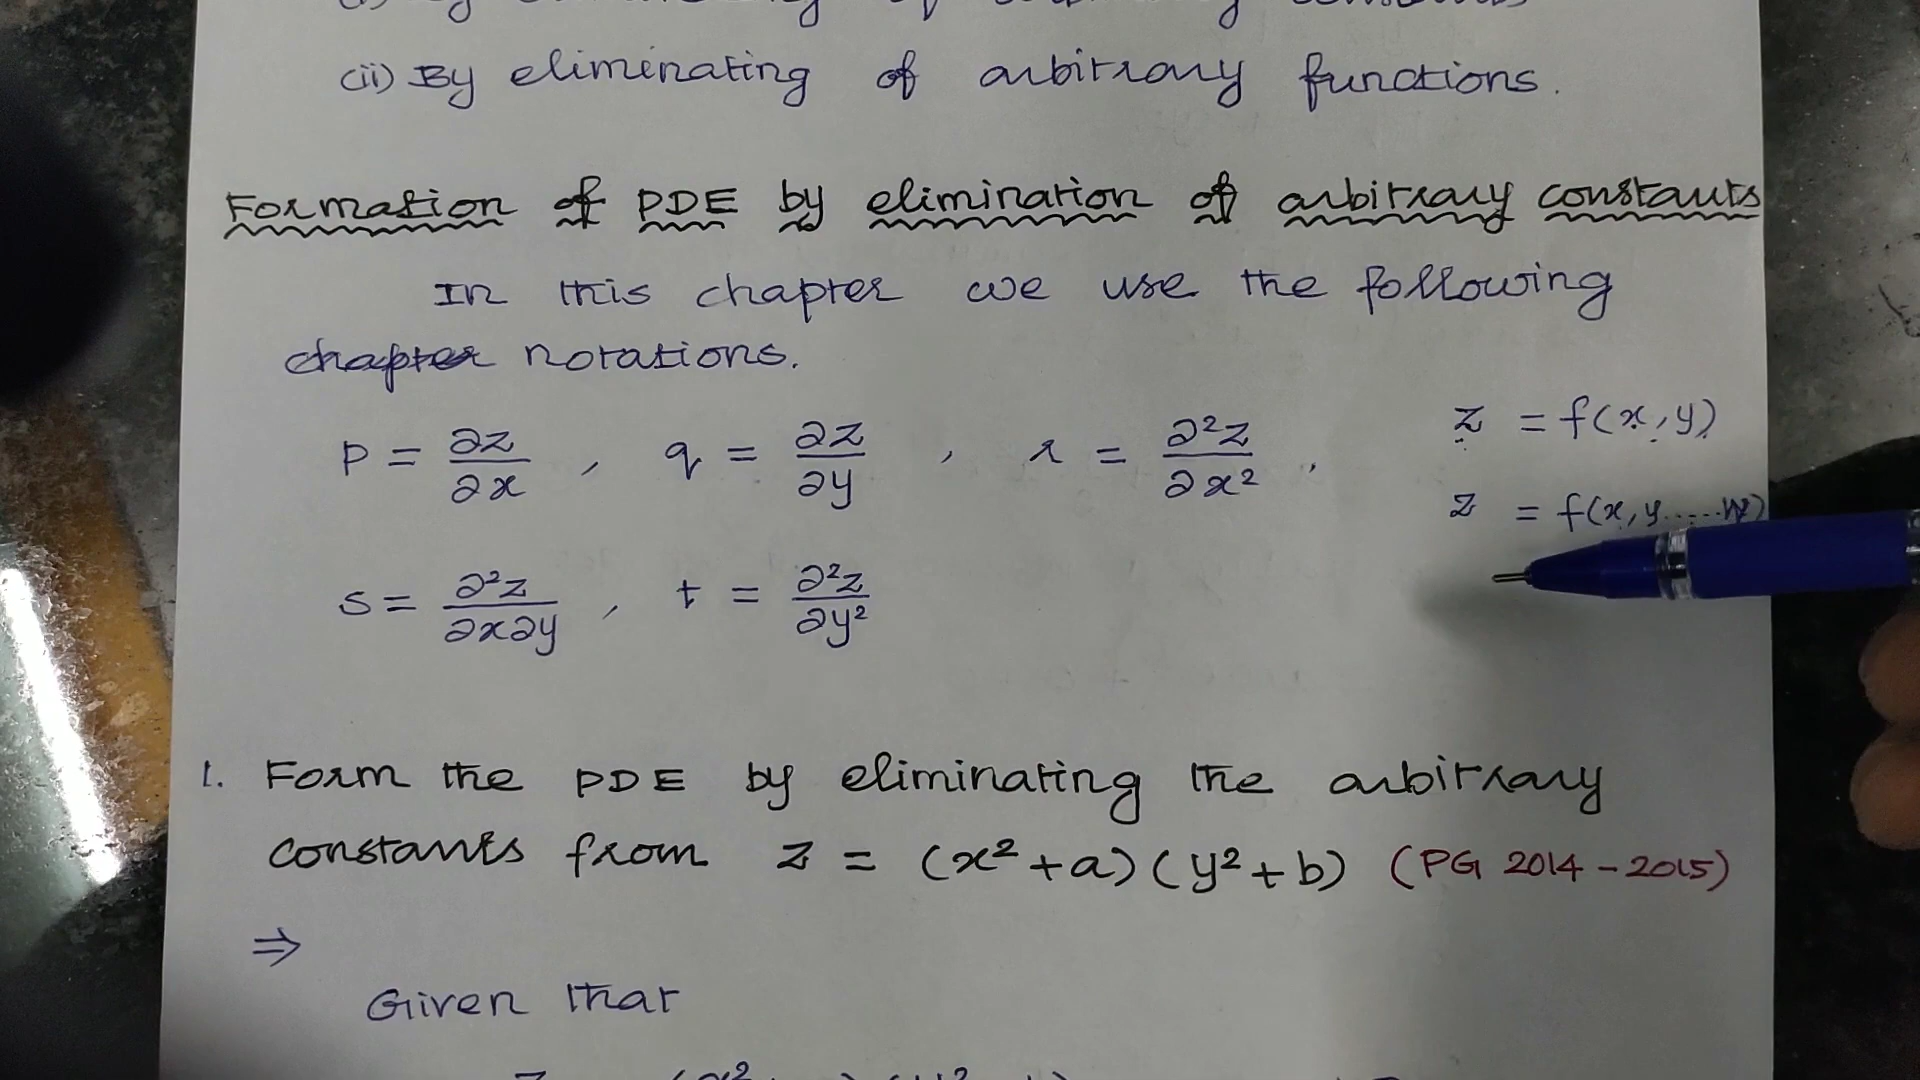 (ii) By eliminating of arbitrary functions.
Formation of PDE by elimination of arbitrary constants
In this chapter we use the following
chapter notations.
p = ∂z/∂x , q = ∂z/∂y , r = ∂²z/∂x² ,
z = f(x,y)
z = f(x,y.....
s = ∂²z/∂x∂y , t = ∂²z/∂y²
1. Form the PDE by eliminating the arbitrary
constants from z = (x²+a)(y²+b) (PG 2014-2015)
⇒
Given that